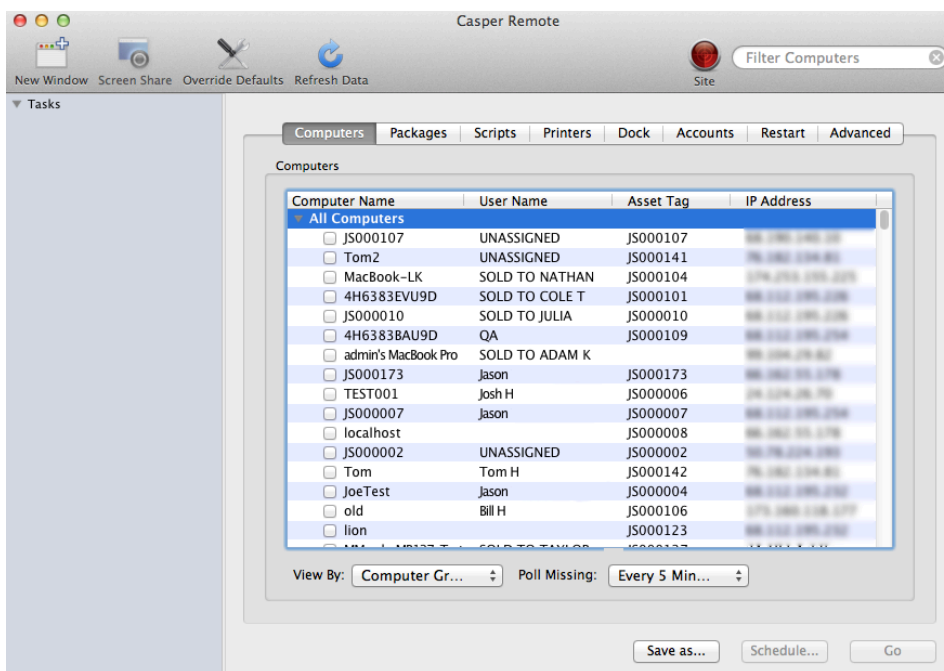 Casper Remote
New Window Screen Share Override Defaults Refresh Data Site Filter Computers
Tasks
Computers Packages Scripts Printers Dock Accounts Restart Advanced
Computers
Computer Name User Name Asset Tag IP Address
All Computers
JS000107 UNASSIGNED JS000107
Tom2 UNASSIGNED JS000141
MacBook-LK SOLD TO NATHAN JS000104
4H6383EVU9D SOLD TO COLE T JS000101
JS000010 SOLD TO JULIA JS000010
4H6383BAU9D QA JS000109
admin's MacBook Pro SOLD TO ADAM K
JS000173 Jason JS000173
TEST001 Josh H JS000006
JS000007 Jason JS000007
localhost JS000008
JS000002 UNASSIGNED JS000002
Tom Tom H JS000142
JoeTest Jason JS000004
old Bill H JS000106
lion JS000123
View By: Computer Gr... Poll Missing: Every 5 Min...
Save as... Schedule... Go